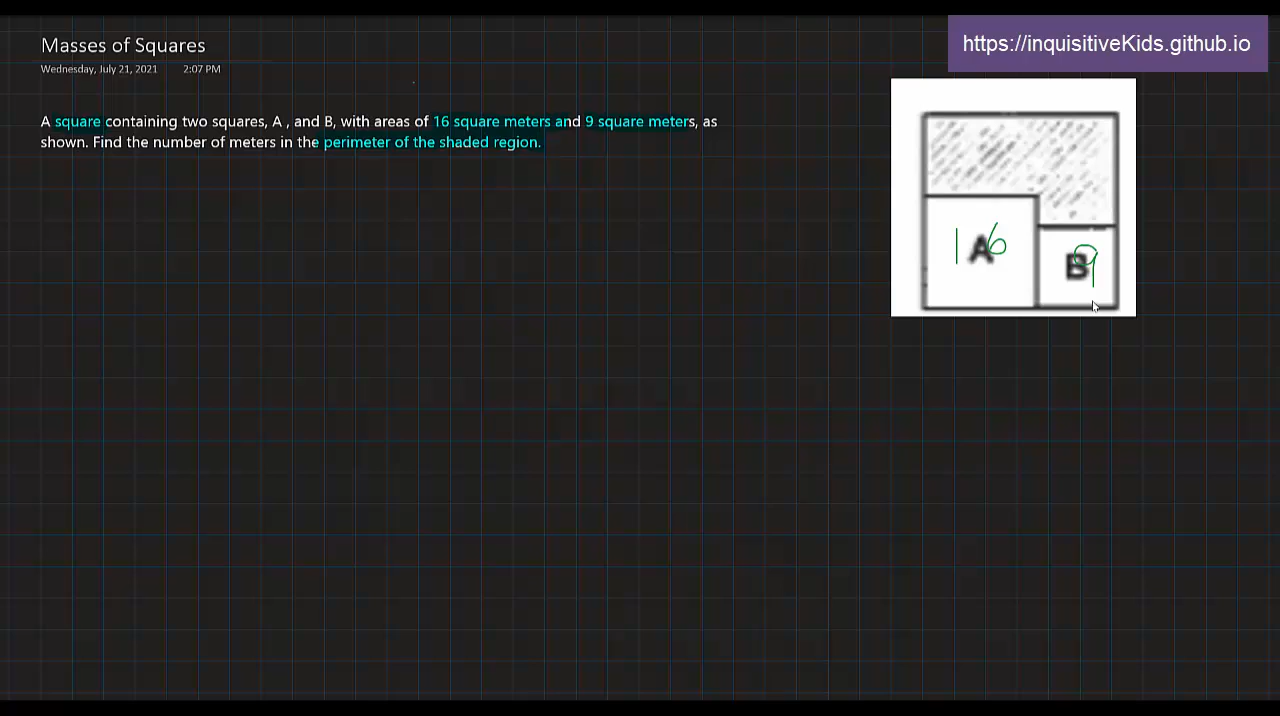 Masses of Squares
https://inquisitiveKids.github.io
Wednesday, July 21, 2021 2:07 PM
A square containing two squares, A , and B, with areas of 16 square meters and 9 square meters, as
shown. Find the number of meters in the perimeter of the shaded region.
A
16
B
9